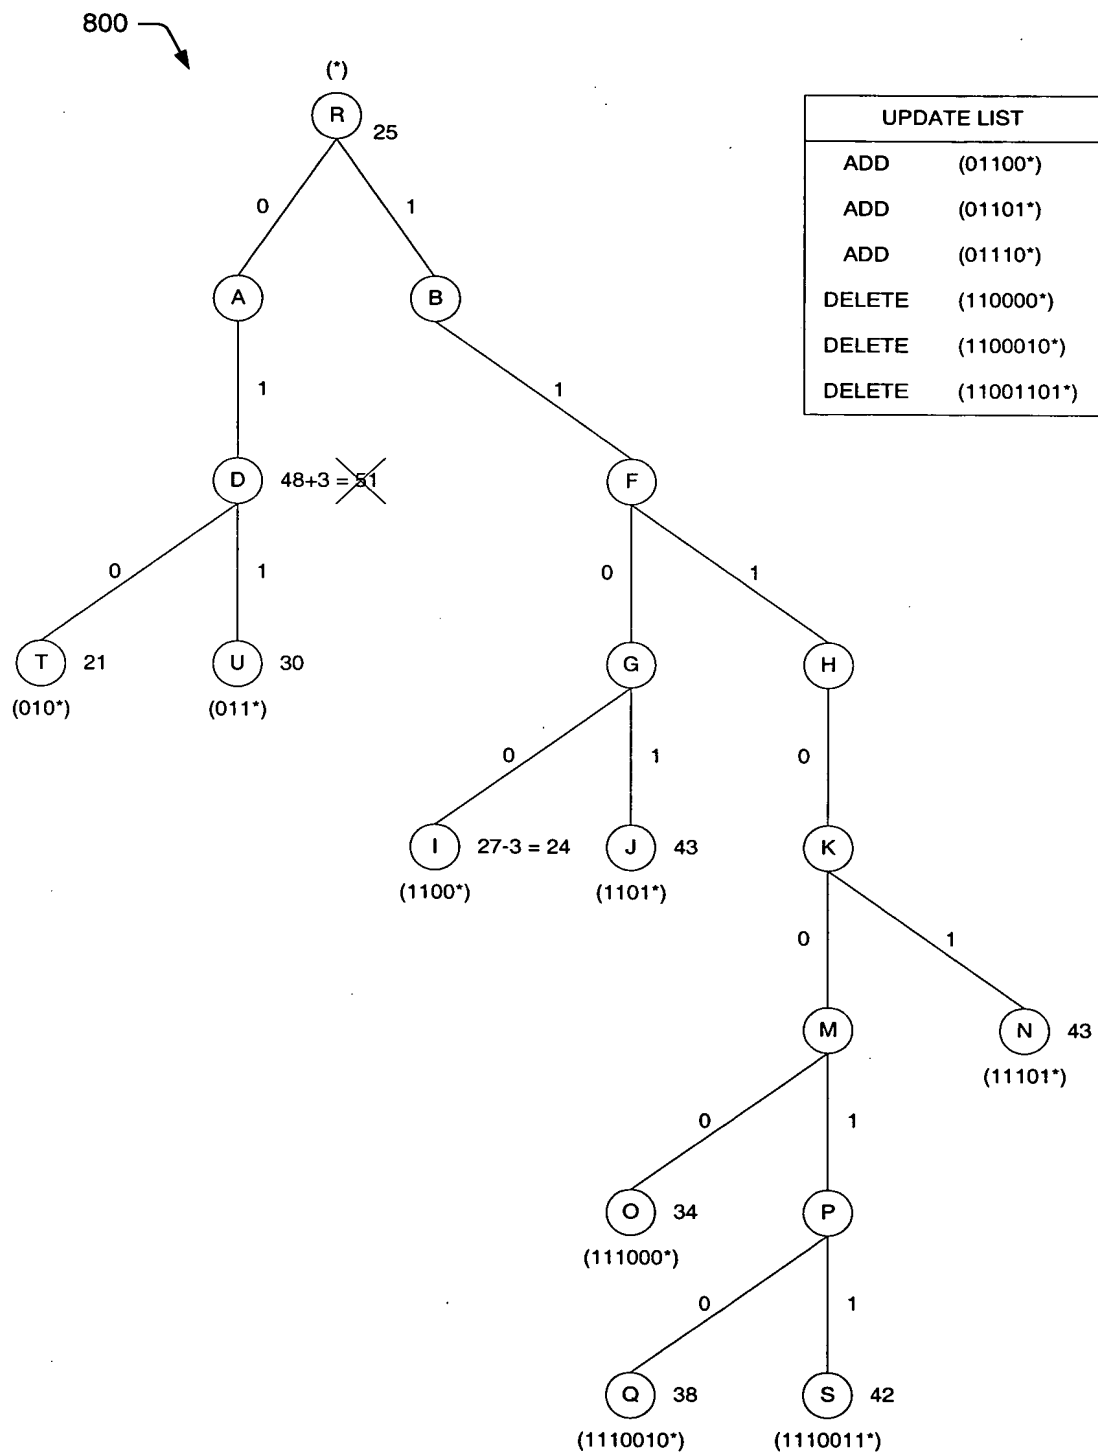 800
(*)
R
25
UPDATE LIST
ADD (01100*)
ADD (01101*)
ADD (01110*)
DELETE (110000*)
DELETE (1100010*)
DELETE (11001101*)
0
1
A
B
1
1
D
48+3 = 51
F
0
1
0
1
T
21
U
30
G
H
(010*)
(011*)
0
1
0
I
27-3 = 24
J
43
K
(1100*)
(1101*)
0
1
M
N
43
(11101*)
0
1
O
34
P
(111000*)
0
1
Q
38
S
42
(1110010*)
(1110011*)